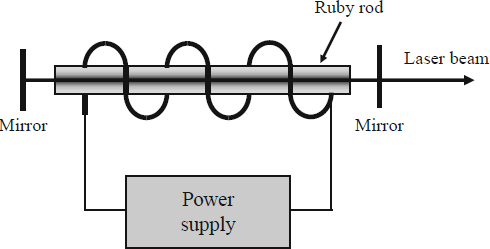 Ruby rod
Laser beam
Mirror
Mirror
Power
supply